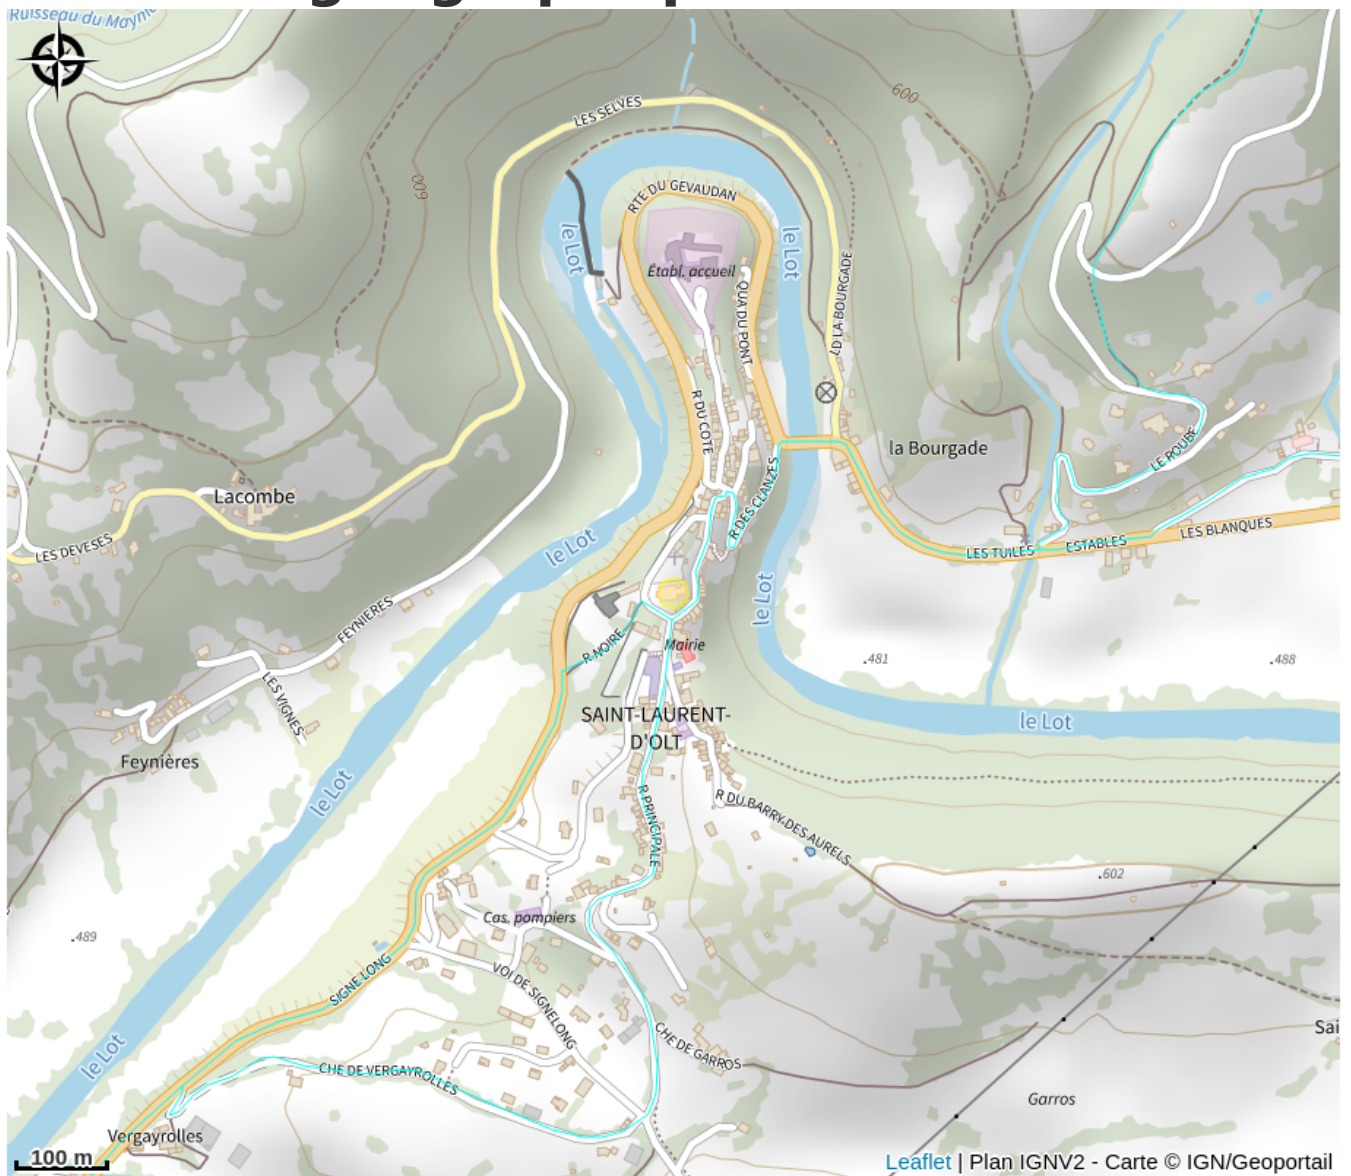 Ruisseau du Mayni
LES SELVES
600
600
RTE DU GEVAUDAN
le Lot
le Lot
Établ. accueil
QUA DU PONT
LD LA BOURGADE
R DU COTE
la Bourgade
LE ROUBE
Lacombe
R DES CLANZES
LES DEVESES
le Lot
LES TUILES
ESTABLES
LES BLANQUES
le Lot
FEYNIERES
R NOIRE
Mairie
.481
.488
LES VIGNES
SAINT-LAURENT-
D'OLT
le Lot
Feynières
le Lot
R PRINCIPALE
R DU BARRY-DES-AURELS
.602
Cas. pompiers
.489
SIGNE LONG
VOI DE SIGNELONG
CHE DE GARROS
Sai
le Lot
CHE DE VERGAYROLLES
Garros
Vergayrolles
100 m
Leaflet | Plan IGNV2 - Carte © IGN/Geoportail